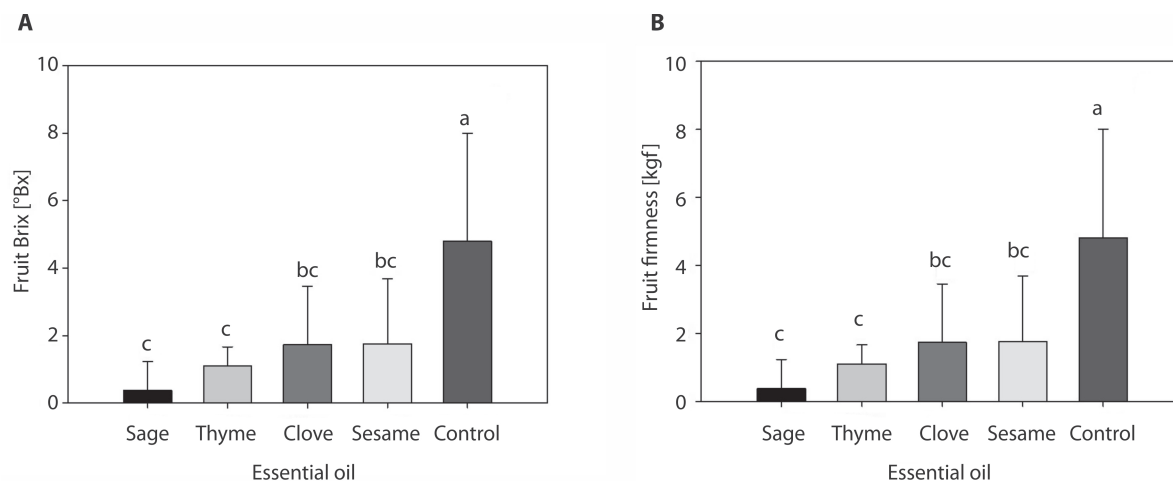 A
Fruit Brix [°Bx]
10
8
6
4
2
0
c
c
bc
bc
a
Sage Thyme Clove Sesame Control
Essential oil
B
Fruit firmness [kgf]
10
8
6
4
2
0
c
c
bc
bc
a
Sage Thyme Clove Sesame Control
Essential oil